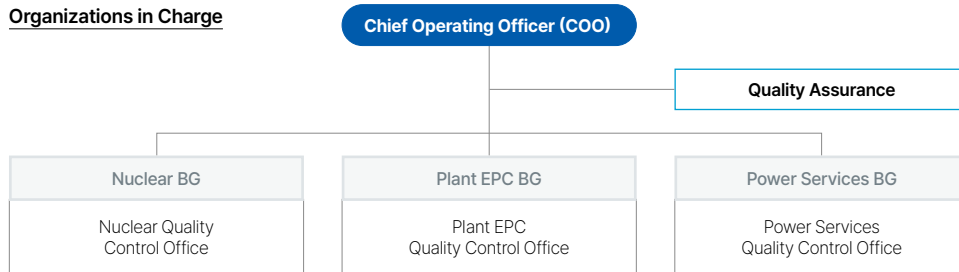 Organizations in Charge
Chief Operating Officer (COO)
Quality Assurance
Nuclear BG
Plant EPC BG
Power Services BG
Nuclear Quality
Control Office
Plant EPC
Quality Control Office
Power Services
Quality Control Office